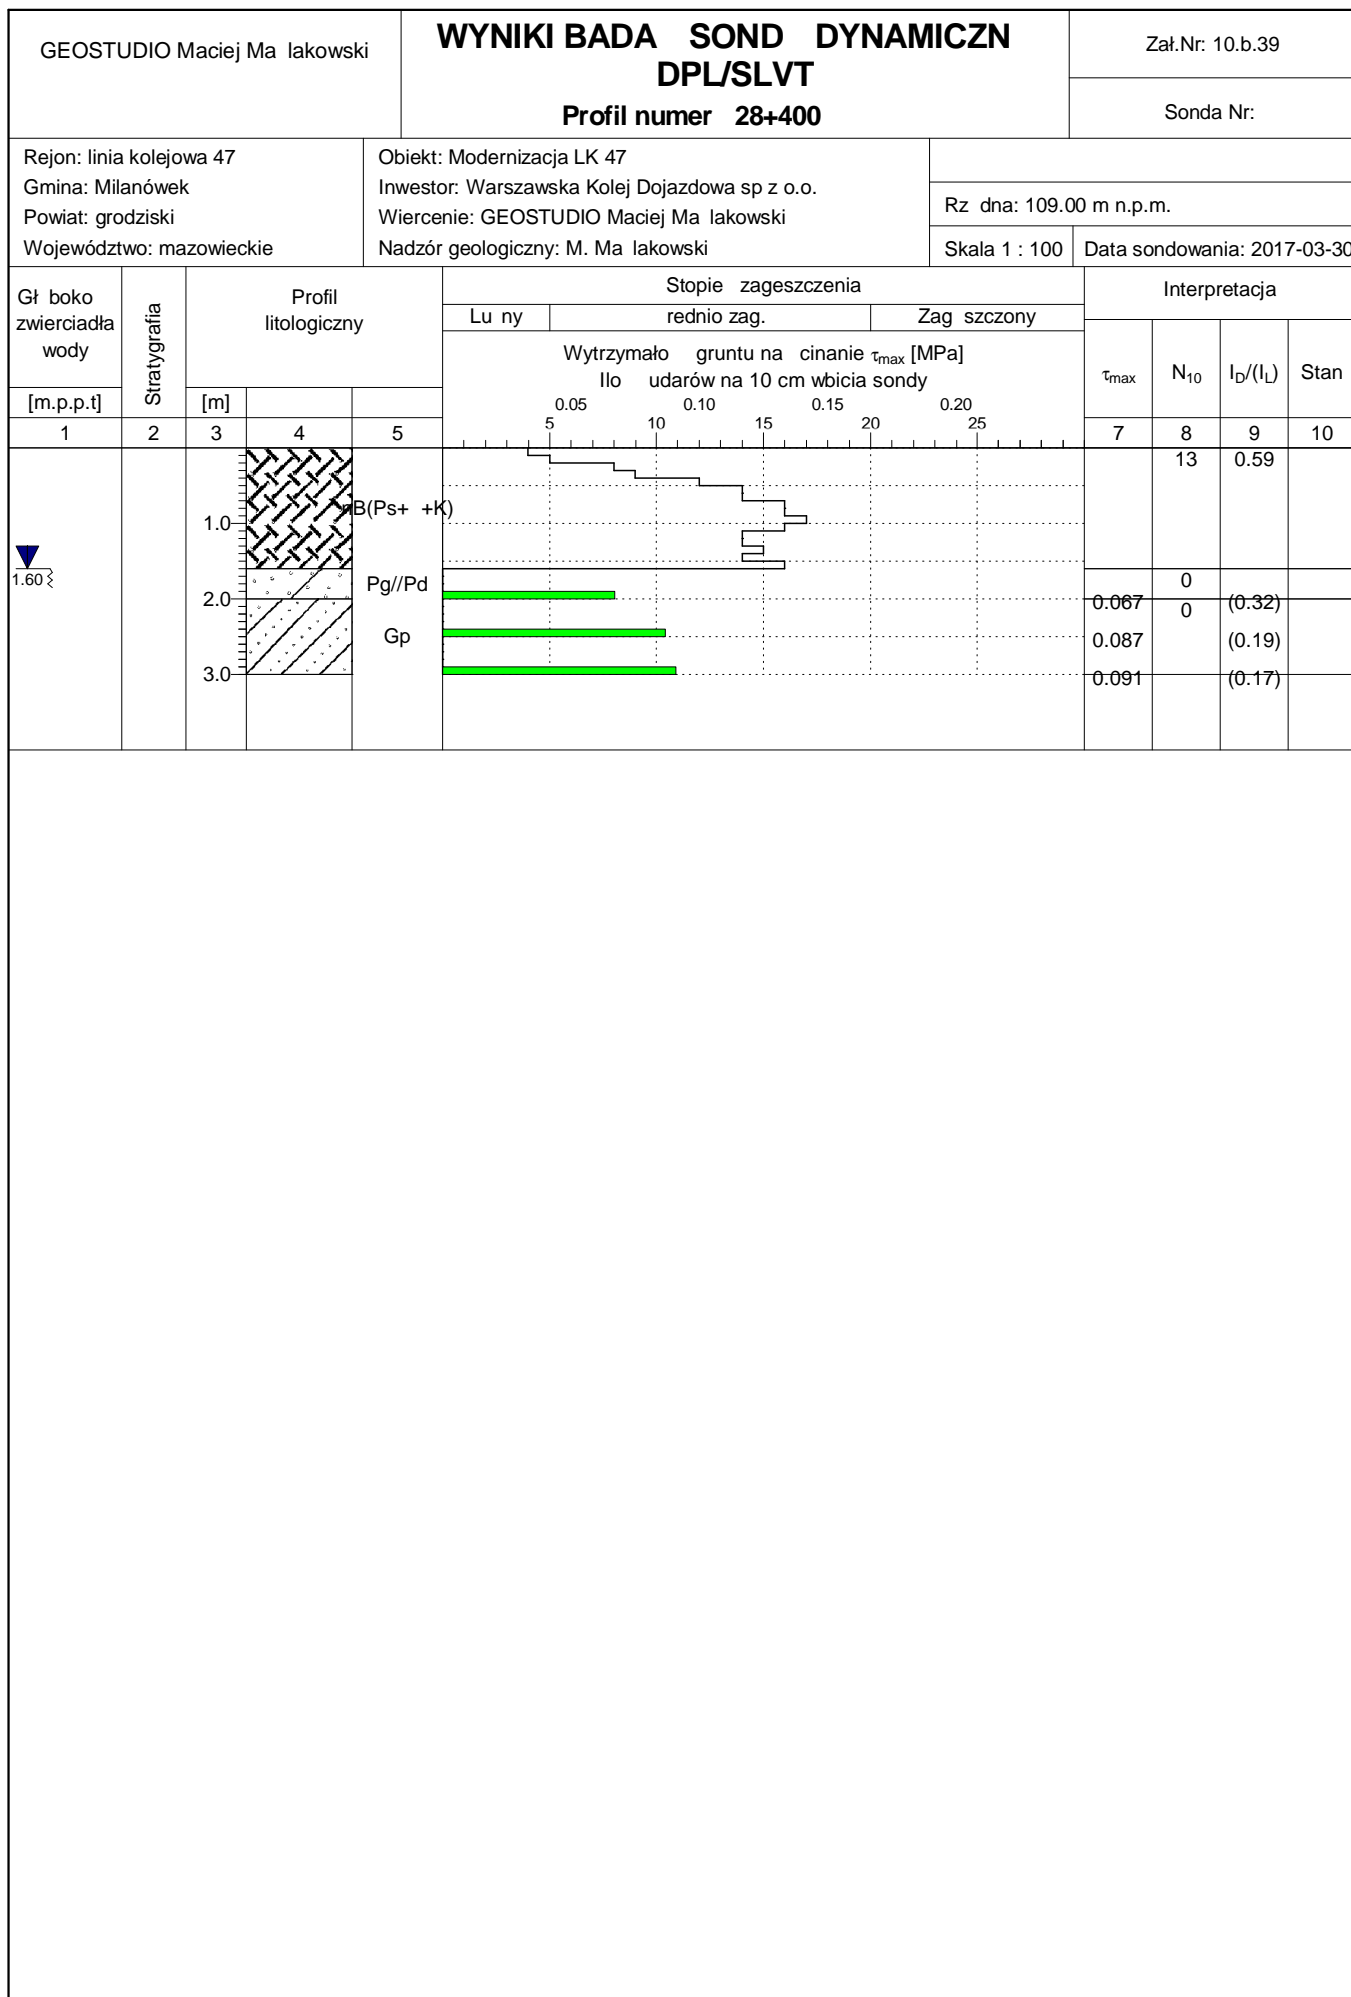 GEOSTUDIO Maciej Ma lakowski
WYNIKI BADA SOND DYNAMICZN
DPL/SLVT
Profil numer 28+400
Zał.Nr: 10.b.39
Sonda Nr:
Rejon: linia kolejowa 47
Gmina: Milanówek
Powiat: grodziski
Województwo: mazowieckie
Obiekt: Modernizacja LK 47
Inwestor: Warszawska Kolej Dojazdowa sp z o.o.
Wiercenie: GEOSTUDIO Maciej Ma lakowski
Nadzór geologiczny: M. Ma lakowski
Rz dna: 109.00 m n.p.m.
Skala 1 : 100
Data sondowania: 2017-03-30
Gł boko
zwierciadła
wody
[m.p.p.t]
Stratygrafia
Profil
litologiczny
[m]
Stopie zageszczenia
Lu ny
rednio zag.
Zag szczony
Wytrzymało gruntu na cinanie τmax [MPa]
Ilo udarów na 10 cm wbicia sondy
0.05 0.10 0.15 0.20
5 10 15 20 25
Interpretacja
τmax
N10
ID/(IL)
Stan
1 2 3 4 5 7 8 9 10
13 0.59
nB(Ps+ +K)
1.0
1.60
Pg//Pd
0
2.0
0.067
0
(0.32)
Gp
0.087
(0.19)
3.0
0.091
(0.17)